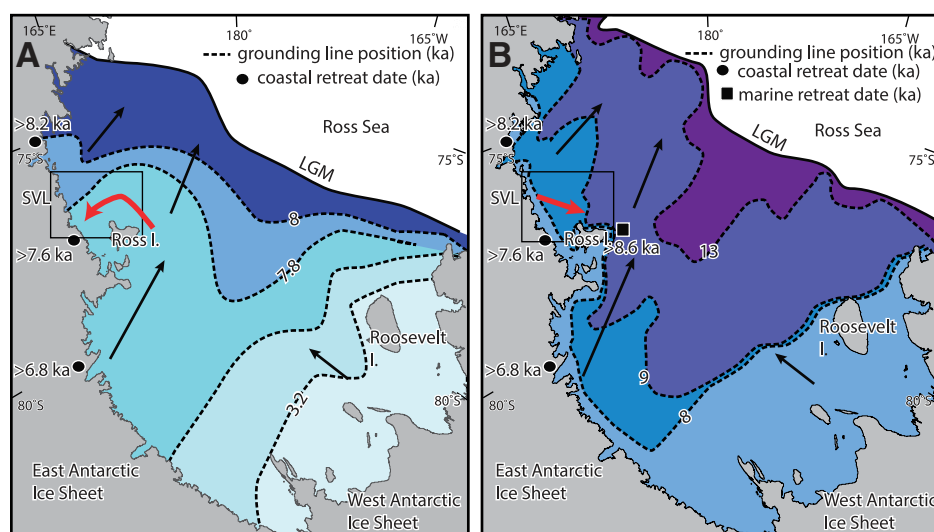 165˚E
180˚
165˚W
A
grounding line position (ka)
coastal retreat date (ka)
Ross Sea
>8.2 ka
75˚S
LGM
75˚S
SVL
Ross I.
8
>7.6 ka
7.8
Roosevelt
I.
>6.8 ka
3.2
80˚S
80˚S
East Antarctic
Ice Sheet
West Antarctic
Ice Sheet
165˚E
180˚
165˚W
B
grounding line position (ka)
coastal retreat date (ka)
marine retreat date (ka)
Ross Sea
>8.2 ka
75˚S
LGM
75˚S
SVL
Ross I.
>7.6 ka
>8.6 ka
13
Roosevelt
I.
>6.8 ka
9
8
80˚S
80˚S
East Antarctic
Ice Sheet
West Antarctic
Ice Sheet